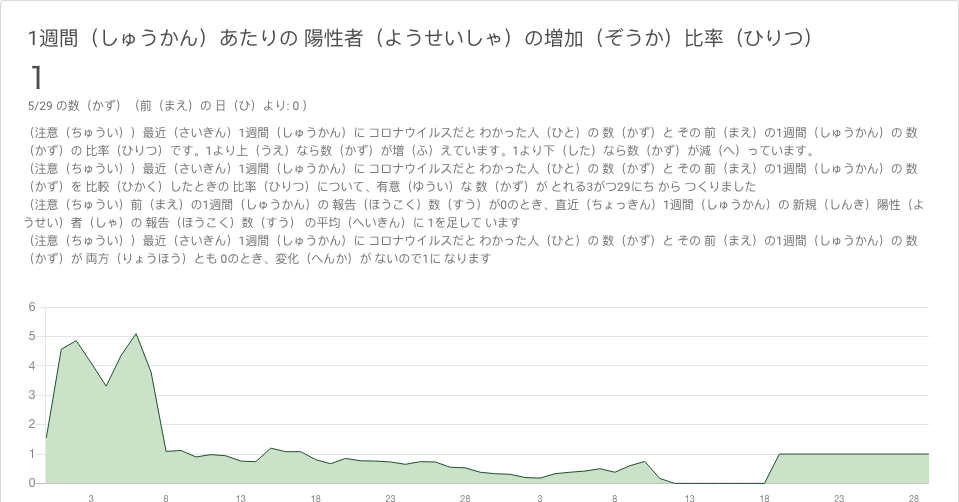 1週間（しゅうかん）あたりの 陽性者（ようせいしゃ）の増加（ぞうか）比率（ひりつ）
1
5/29 の数（かず）（前（まえ）の 日（ひ）より: 0 ）
（注意（ちゅうい））最近（さいきん）1週間（しゅうかん）に コロナウイルスだと わかった人（ひと）の 数（かず）と その 前（まえ）の1週間（しゅうかん）の 数
（かず）の 比率（ひりつ）です。1より上（うえ）なら数（かず）が増（ふ）えています。1より下（した）なら数（かず）が減（へ）っています。
（注意（ちゅうい））最近（さいきん）1週間（しゅうかん）に コロナウイルスだと わかった人（ひと）の 数（かず）と その 前（まえ）の1週間（しゅうかん）の 数
（かず）を 比較（ひかく）したときの 比率（ひりつ）について、有意（ゆうい）な 数（かず）が とれる3がつ29にち から つくりました
（注意（ちゅうい）前（まえ）の1週間（しゅうかん）の 報告（ほうこく）数（すう）が0のとき、直近（ちょっきん）1週間（しゅうかん）の 新規（しんき）陽性（よ
うせい）者（しゃ）の 報告（ほうこく）数（すう） の平均（へいきん）に 1を足して います
（注意（ちゅうい））最近（さいきん）1週間（しゅうかん）に コロナウイルスだと わかった人（ひと）の 数（かず）と その 前（まえ）の1週間（しゅうかん）の 数
（かず）が 両方（りょうほう）とも 0のとき、変化（へんか）が ないので1に なります
6
5
4
3
2
1
0
3 8 13 18 23 28 3 8 13 18 23 28